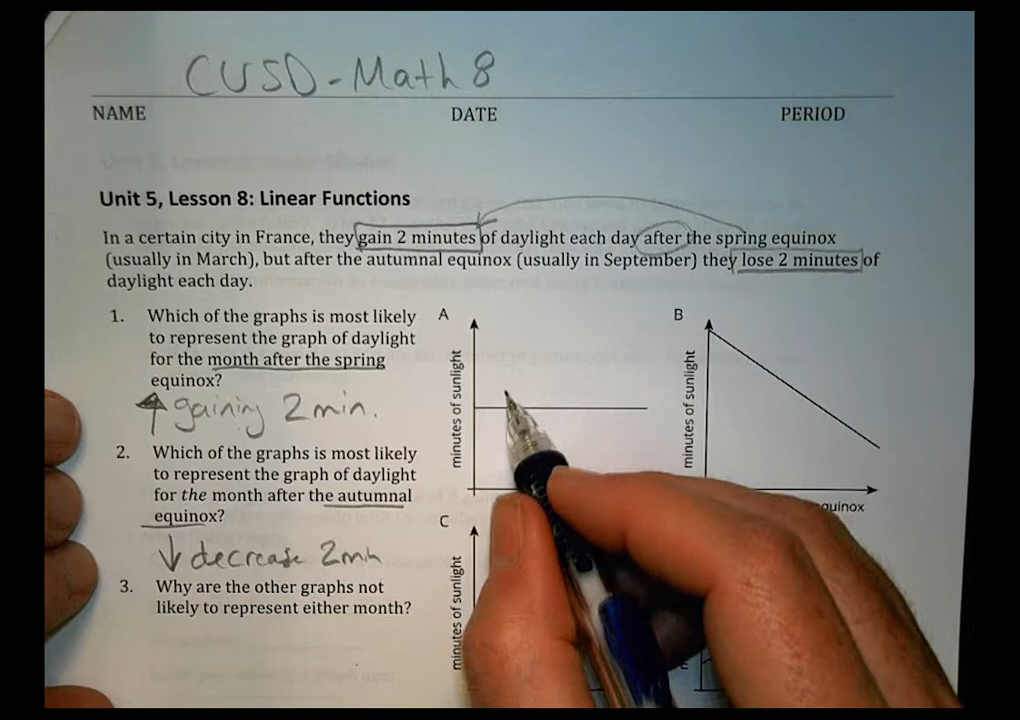 CUSD-Math 8
NAME DATE PERIOD
Unit 5, Lesson 8: Linear Functions
In a certain city in France, they gain 2 minutes of daylight each day after the spring equinox
(usually in March), but after the autumnal equinox (usually in September) they lose 2 minutes of
daylight each day.
1. Which of the graphs is most likely
to represent the graph of daylight
for the month after the spring
equinox?
↑ gaining 2 min.
2. Which of the graphs is most likely
to represent the graph of daylight
for the month after the autumnal
equinox?
↓ decrease 2min
3. Why are the other graphs not
likely to represent either month?
A
minutes of sunlight
B
minutes of sunlight
C
minutes of sunlight